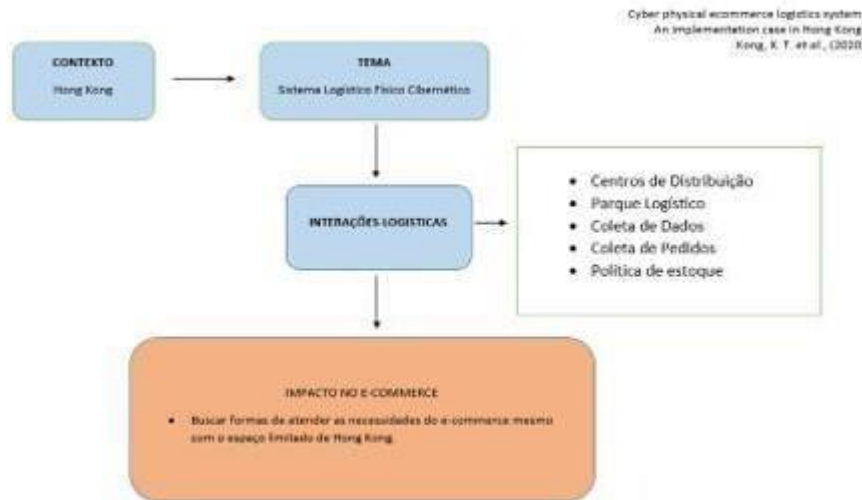 Cyber physical ecommerce logistics system
An implementation case in Hong Kong
Kong, X. T. et al., (2020
CONTEXTO
Hong Kong
TEMA
Sistema Logístico Físico Cibernético
INTERAÇÕES LOGISTICAS
• Centros de Distribuição
• Parque Logístico
• Coleta de Dados
• Coleta de Pedidos
• Política de estoque
IMPACTO NO E-COMMERCE
• Buscar formas de atender as necessidades do e-commerce mesmo
com o espaço limitado de Hong Kong.